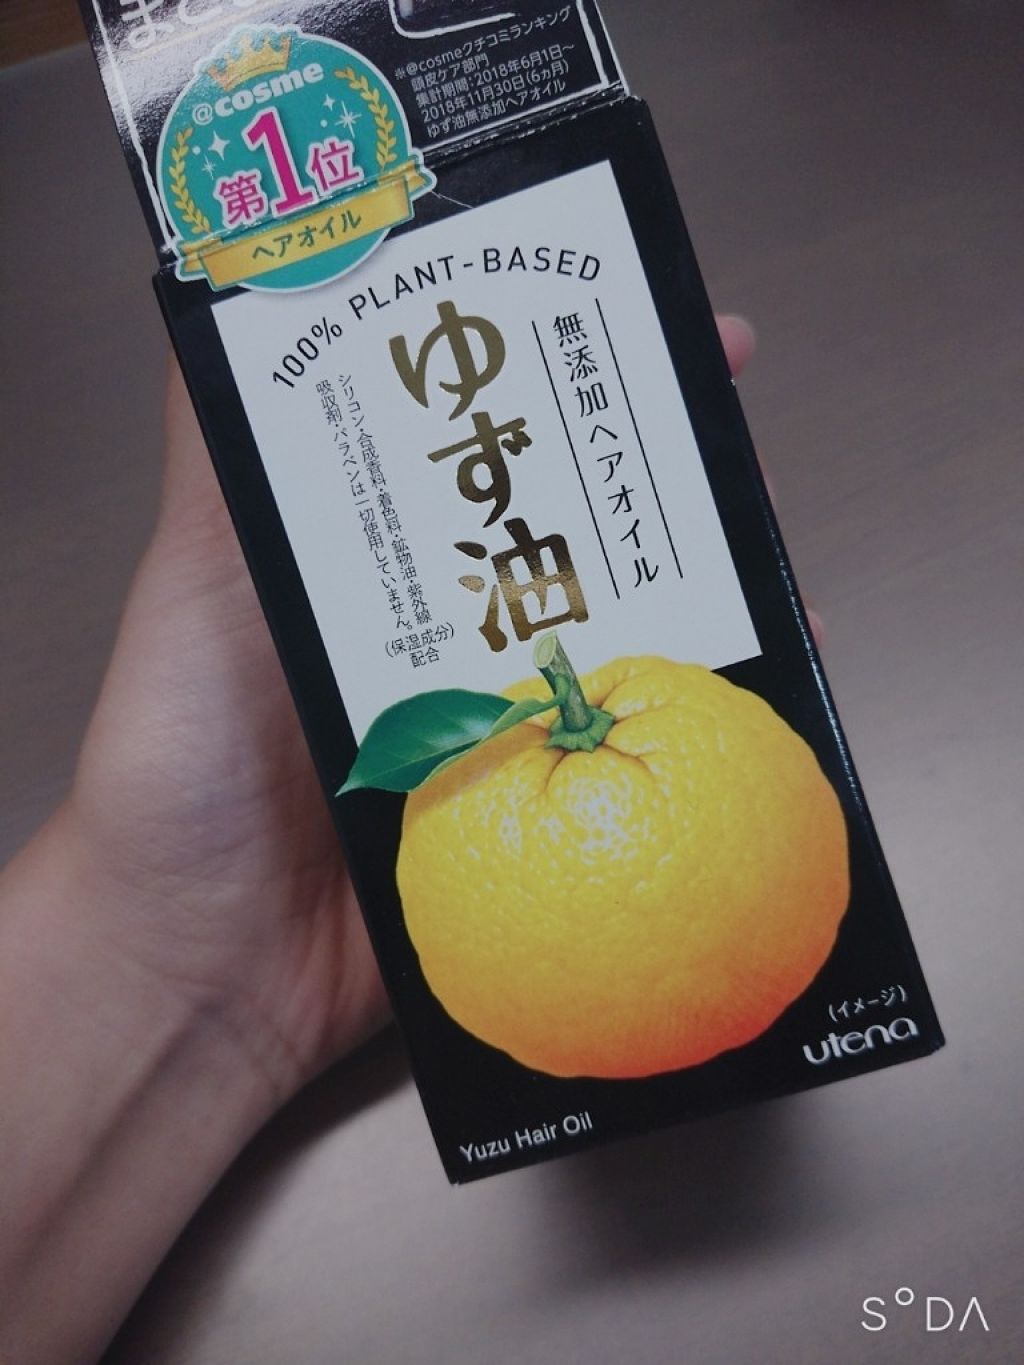 @cosme
第1位
ヘアオイル
※@cosmeクチコミランキング
頭皮ケア部門
集計期間:2018年6月1日～
2018年11月30日(6ヵ月)
ゆず油無添加ヘアオイル
100% PLANT-BASED
無添加ヘアオイル
ゆず油
(保湿成分)
配合
シリコン・合成香料・着色料・鉱物油・紫外線
吸収剤・パラベンは一切使用していません。
(イメージ)
utena
Yuzu Hair Oil
SODA